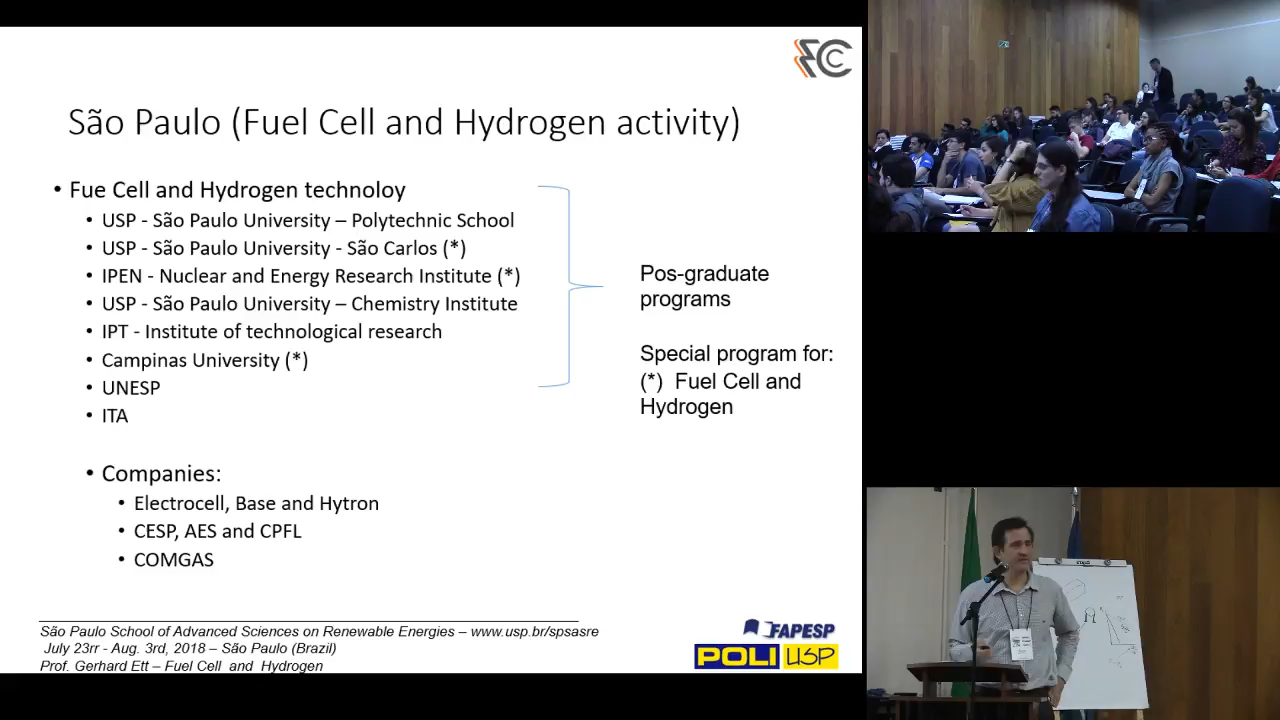 FCC
São Paulo (Fuel Cell and Hydrogen activity)
• Fue Cell and Hydrogen technoloy
• USP - São Paulo University – Polytechnic School
• USP - São Paulo University - São Carlos (*)
• IPEN - Nuclear and Energy Research Institute (*)
• USP - São Paulo University – Chemistry Institute
• IPT - Institute of technological research
• Campinas University (*)
• UNESP
• ITA
Pos-graduate
programs
Special program for:
(*) Fuel Cell and
Hydrogen
• Companies:
• Electrocell, Base and Hytron
• CESP, AES and CPFL
• COMGAS
São Paulo School of Advanced Sciences on Renewable Energies – www.usp.br/spsasre
July 23rr - Aug. 3rd, 2018 – São Paulo (Brazil)
Prof. Gerhard Ett – Fuel Cell and Hydrogen
FAPESP
POLI USP